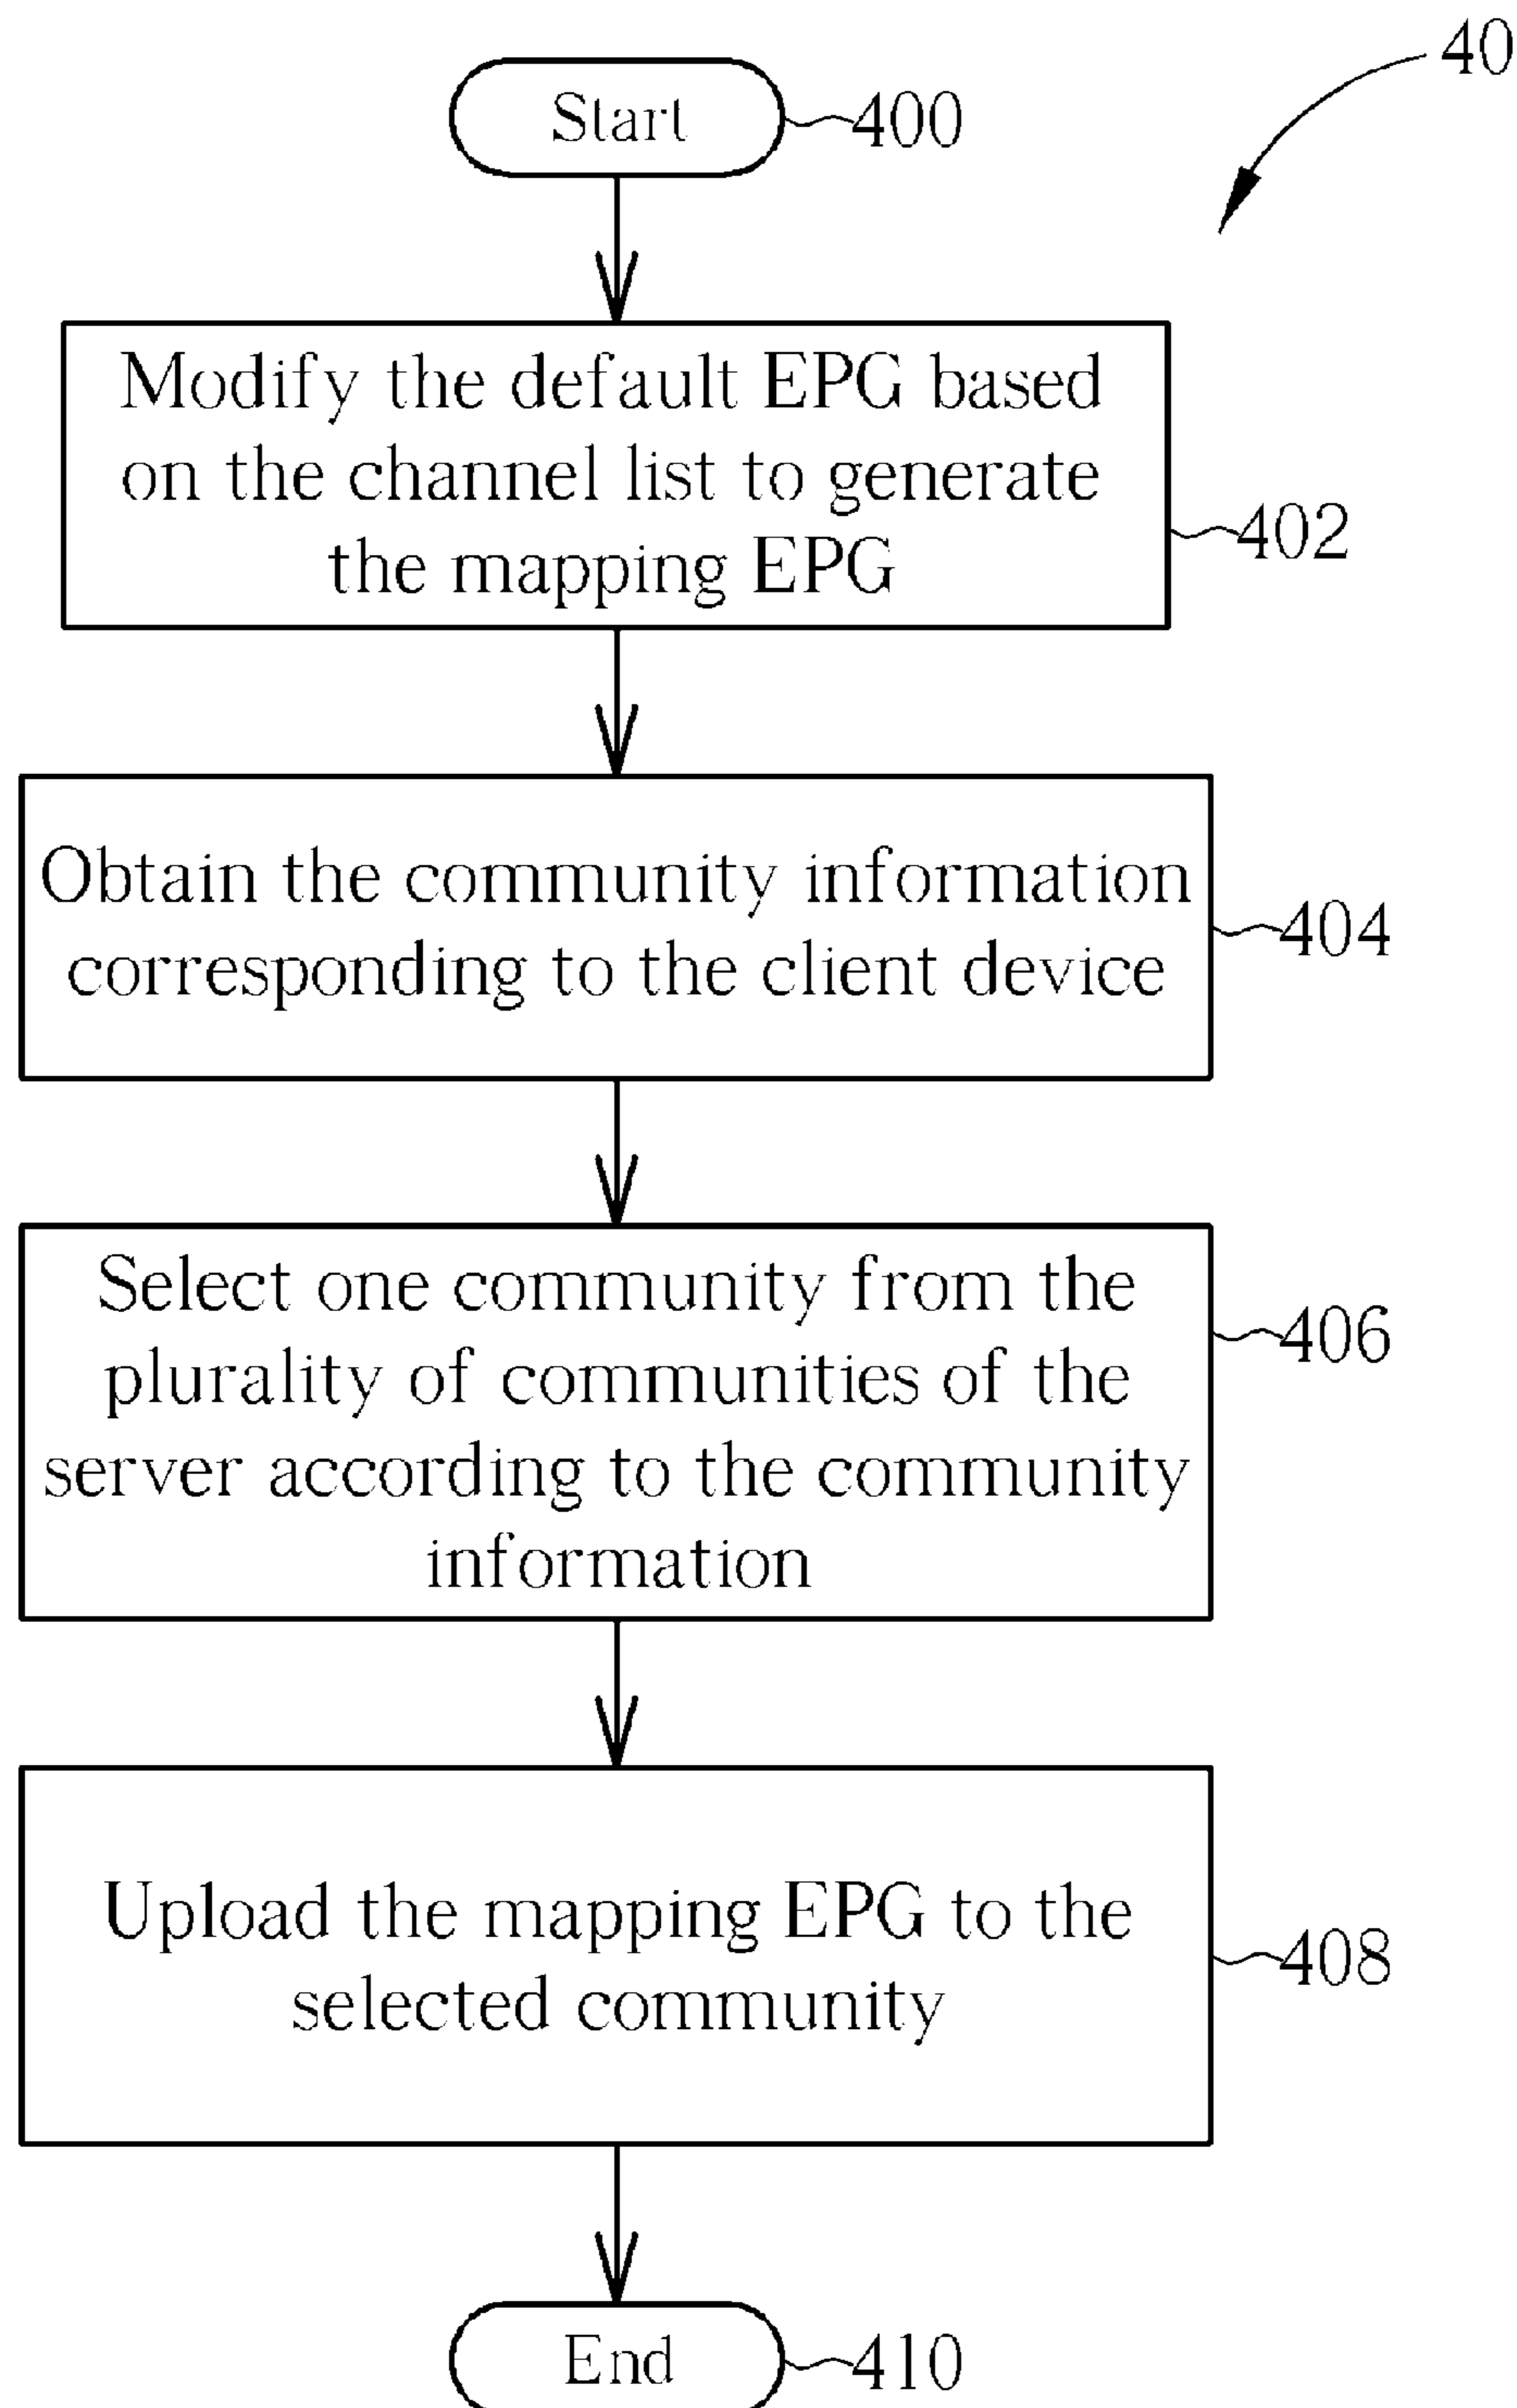 40
Start
400
Modify the default EPG based
on the channel list to generate
the mapping EPG
402
Obtain the community information
corresponding to the client device
404
Select one community from the
plurality of communities of the
server according to the community
information
406
Upload the mapping EPG to the
selected community
408
End
410